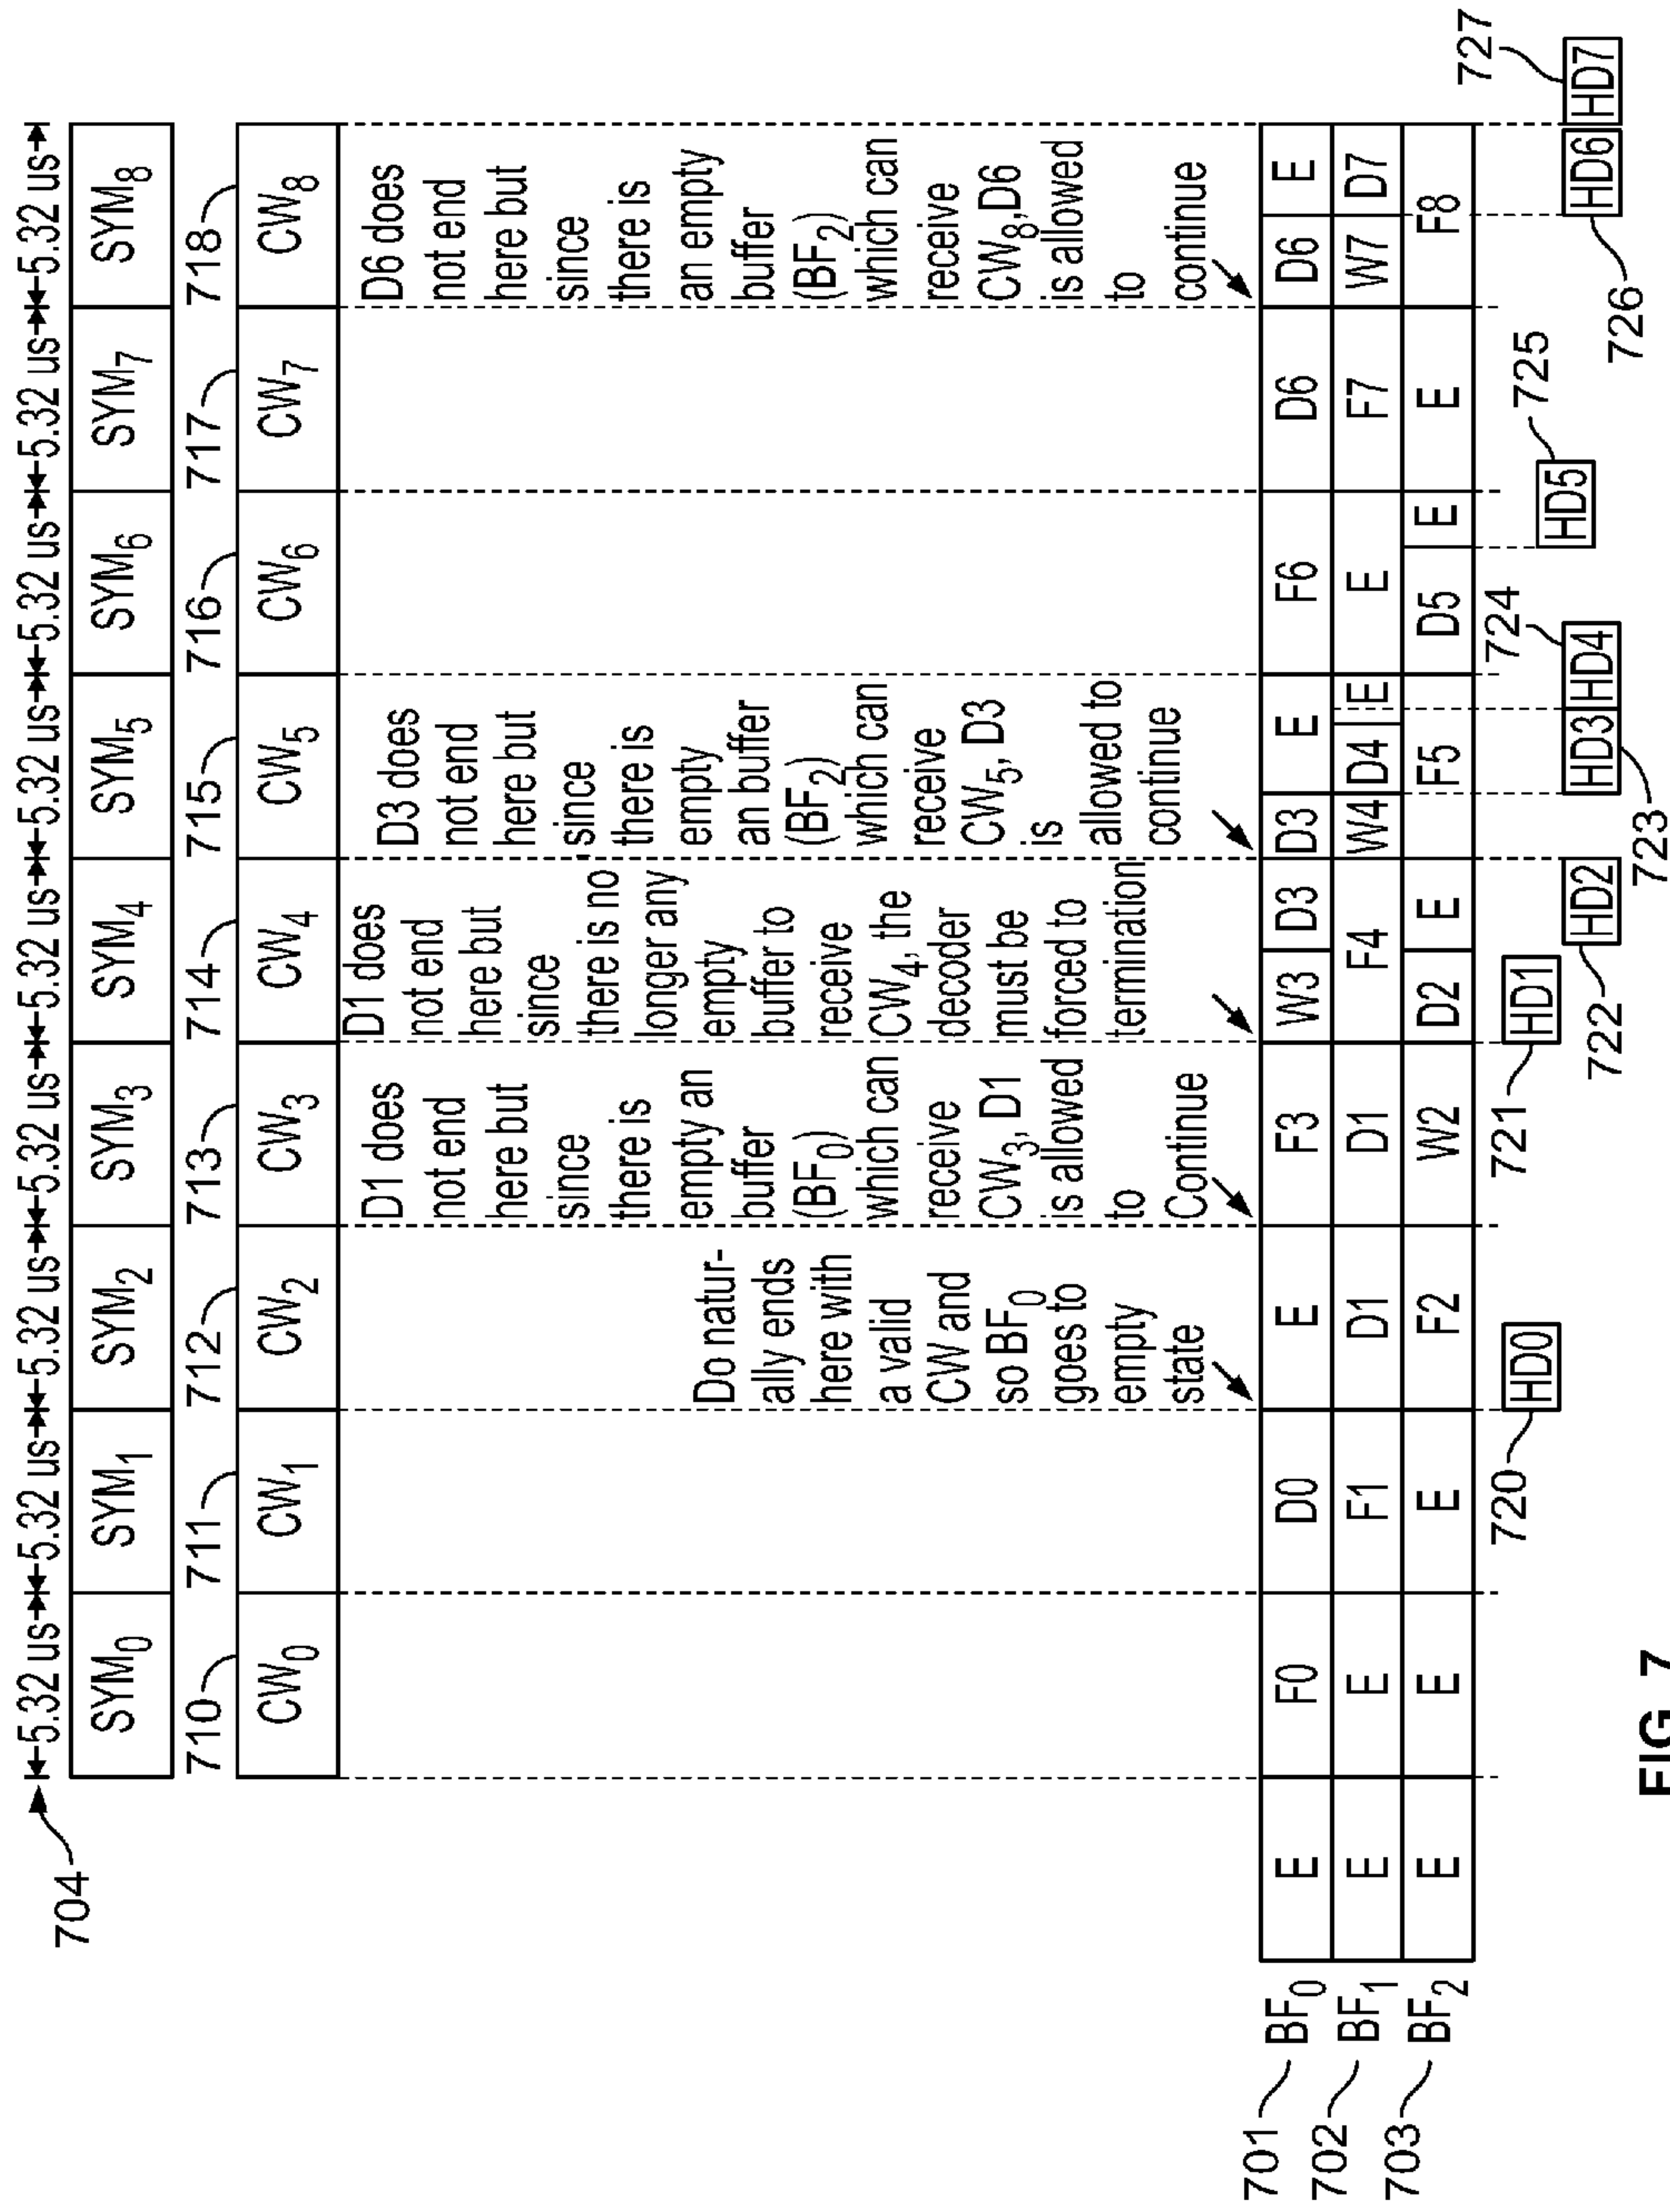 704
5.32 us 5.32 us 5.32 us 5.32 us 5.32 us 5.32 us 5.32 us 5.32 us 5.32 us
SYM0 SYM1 SYM2 SYM3 SYM4 SYM5 SYM6 SYM7 SYM8
710 711 712 713 714 715 716 717 718
CW0 CW1 CW2 CW3 CW4 CW5 CW6 CW7 CW8
Do natur-
ally ends
here with
a valid
CW and
so BF0
goes to
empty
state
D1 does
not end
here but
since
there is
empty an
buffer
(BF0)
which can
receive
CW3, D1
is allowed
to
Continue
D1 does
not end
here but
since
there is no
longer any
empty
buffer to
receive
CW4, the
decoder
must be
forced to
termination
D3 does
not end
here but
since
there is
empty
an buffer
(BF2)
which can
receive
CW5, D3
is
allowed to
continue
D6 does
not end
here but
since
there is
an empty
buffer
(BF2)
which can
receive
CW8,D6
is allowed
to
continue
701 BF0 E F0 D0 E F3 W3 D3 D3 E F6 D6 D6 E
702 BF1 E E F1 D1 D1 F4 W4 D4 E E F7 W7 D7
703 BF2 E E E F2 W2 D2 E F5 D5 E E F8
HD0 HD1 HD5
720 721 725
HD2 HD3 HD4 HD6 HD7
722 723 724 726 727
FIG. 7